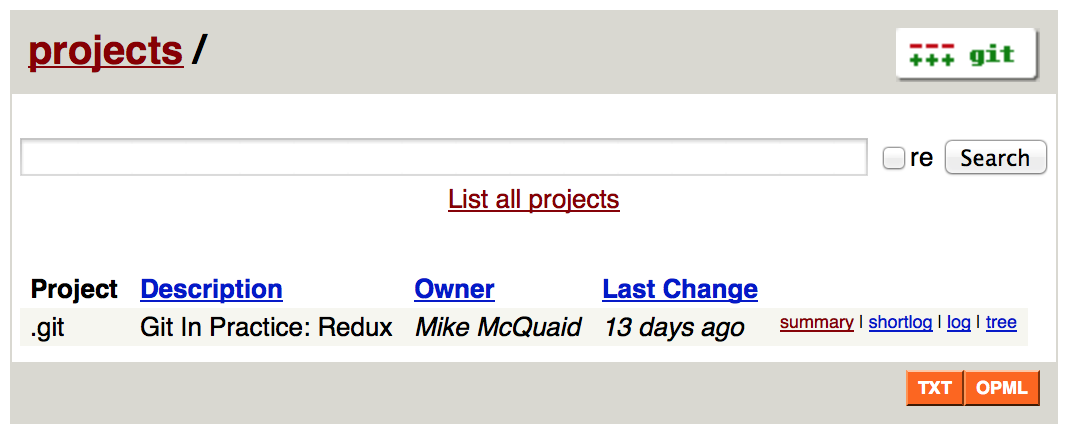 projects /
git
re Search
List all projects
Project Description Owner Last Change
.git Git In Practice: Redux Mike McQuaid 13 days ago summary | shortlog | log | tree
TXT OPML